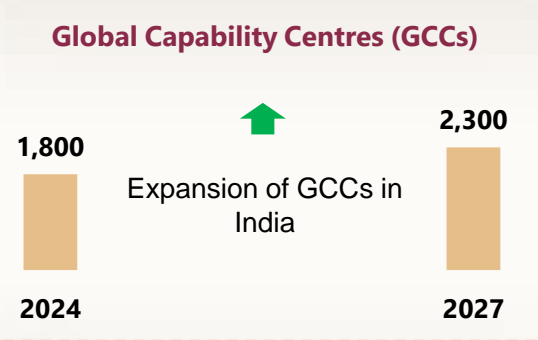 Global Capability Centres (GCCs)
2,300
1,800
Expansion of GCCs in
India
2024
2027